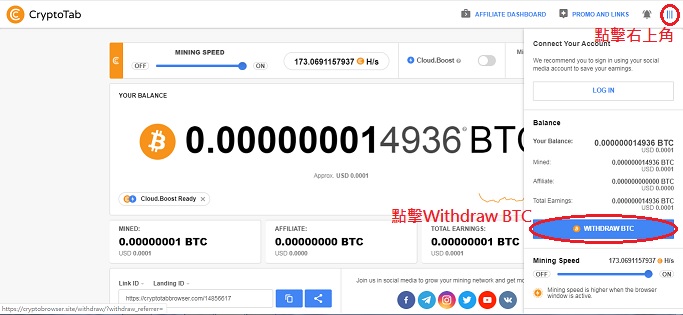 CryptoTab
AFFILIATE DASHBOARD
PROMO AND LINKS
點擊右上角
MINING SPEED
OFF
ON
173.0691157937 H/s
Cloud.Boost
Connect Your Account
We recommend you to sign in using your social
media account to save your earnings.
LOG IN
YOUR BALANCE
0.000000014936 BTC
Approx. USD 0.0001
Cloud.Boost Ready ×
Balance
Your Balance: 0.000000014936 BTC
USD 0.0001
Mined: 0.000000014936 BTC
USD 0.0001
Affiliate: 0.000000000000 BTC
USD 0.0000
Total Earnings: 0.000000014936 BTC
USD 0.0001
點擊Withdraw BTC
WITHDRAW BTC
MINED:
0.00000001 BTC
Approx. USD 0.0001
AFFILIATE:
0.00000000 BTC
Approx. USD 0.0000
TOTAL EARNINGS:
0.00000001 BTC
Approx. USD 0.0001
Mining Speed 173.0691157937 H/s
OFF
ON
Mining speed is higher when the browser
window is active.
Link ID
Landing ID
https://cryptotabbrowser.com/14856617
Join us in social media to grow your mining network and get mo
https://cryptobrowser.site/withdraw/?withdraw_referrer=